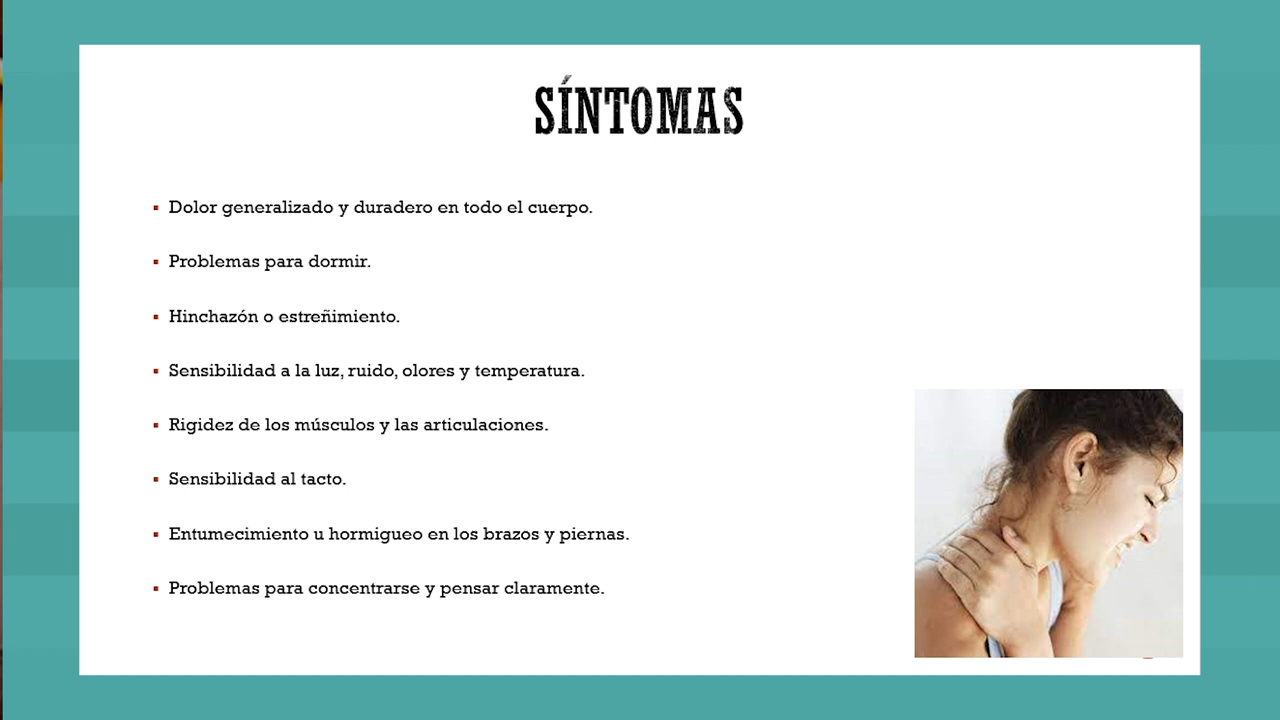 SÍNTOMAS
Dolor generalizado y duradero en todo el cuerpo.
Problemas para dormir.
Hinchazón o estreñimiento.
Sensibilidad a la luz, ruido, olores y temperatura.
Rigidez de los músculos y las articulaciones.
Sensibilidad al tacto.
Entumecimiento u hormigueo en los brazos y piernas.
Problemas para concentrarse y pensar claramente.